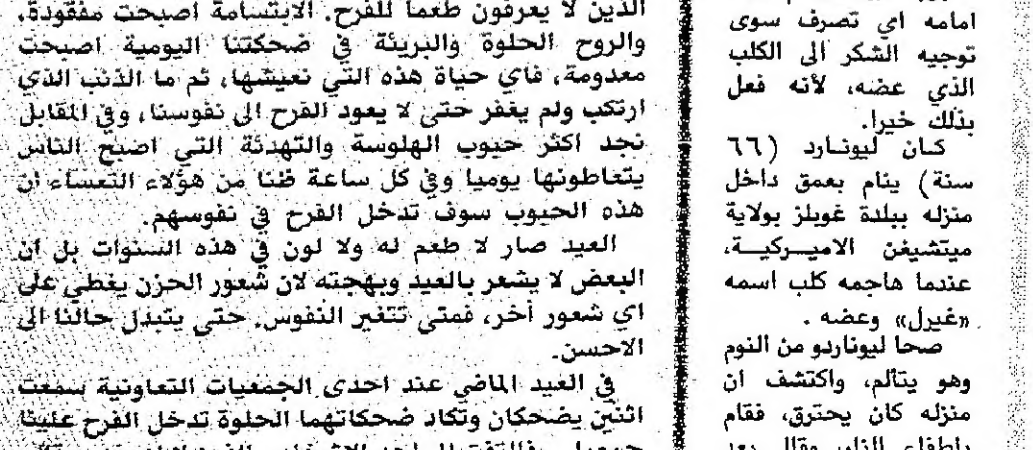 الذين لا يعرفون طعما للفرح. الابتسامة اصبحت مفقودة،
والروح الحلوة والبريئة في ضحكتنا اليومية اصبحت
معدومة، فاي حياة هذه التي نعيشها، ثم ما الذنب الذي
ارتكب ولم يغفر حتى لا يعود الفرح الى نفوسنا، وفي المقابل
نجد اكثر حبوب الهلوسة والتهدئة التي اصبح الناس
يتعاطونها يوميا وفي كل ساعة ظنا من هؤلاء التعساء ان
هذه الحبوب سوف تدخل الفرح في نفوسهم.
العيد صار لا طعم له ولا لون في هذه السنوات بل ان
البعض لا يشعر بالعيد وبهجته لان شعور الحزن يغطي على
اي شعور آخر، فمتى تتغير النفوس، حتى يتبدل حالنا الى
الاحسن.
في العيد الماضي عند احدى الجمعيات التعاونية سمعت
اثنين يضحكان وتكاد ضحكاتهما الحلوة تدخل الفرح علينا
امامه اي تصرف سوى
توجيه الشكر الى الكلب
الذي عضه، لأنه فعل
بذلك خيرا.
كان ليونارد (٦٦
سنة) ينام بعمق داخل
منزله ببلدة غويلز بولاية
ميتشيغن الاميركية،
عندما هاجمه كلب اسمه
«غيرل» وعضه.
صحا ليوناردو من النوم
وهو يتألم، واكتشف ان
منزله كان يحترق، فقام
باطفاء النار وقال بعد